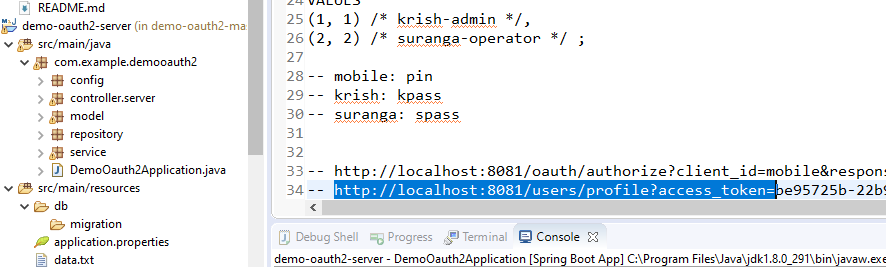 README.md
demo-oauth2-server (in demo-oauth2-mas
src/main/java
com.example.demooauth2
config
controller.server
model
repository
service
DemoOauth2Application.java
src/main/resources
db
migration
application.properties
data.txt
24 VALUES
25 (1, 1) /* krish-admin */,
26 (2, 2) /* suranga-operator */ ;
27
28 -- mobile: pin
29 -- krish: kpass
30 -- suranga: spass
31
32
33 -- http://localhost:8081/oauth/authorize?client_id=mobile&respons
34 -- http://localhost:8081/users/profile?access_token=be95725b-22b9
Debug Shell Progress Terminal Console
demo-oauth2-server - DemoOauth2Application [Spring Boot App] C:\Program Files\Java\jdk1.8.0_291\bin\javaw.exe